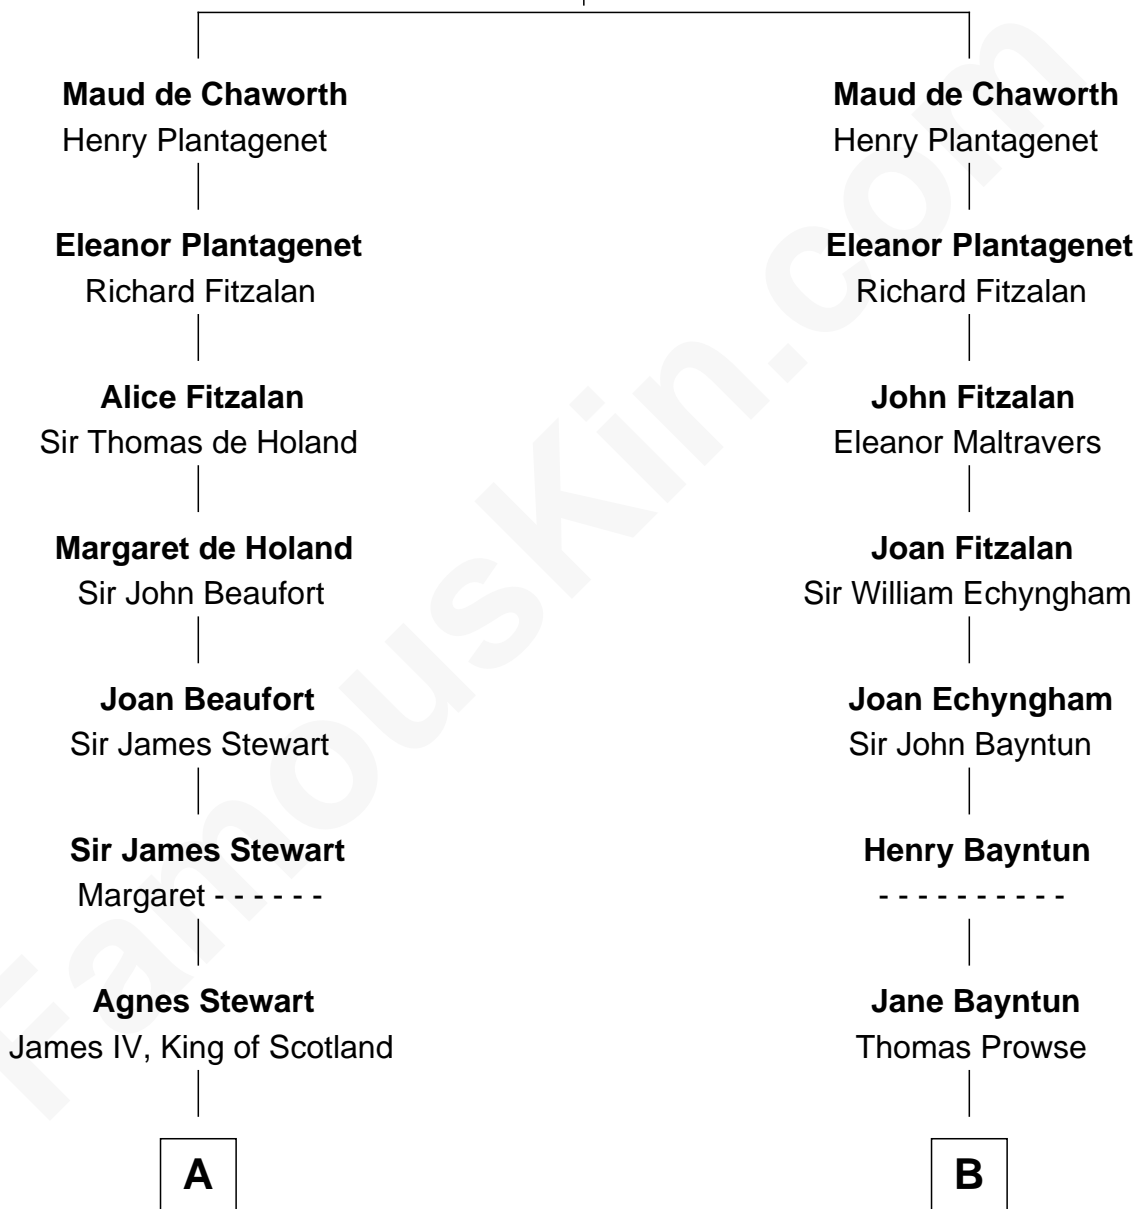 Maud de Chaworth
Henry Plantagenet
Eleanor Plantagenet
Richard Fitzalan
Alice Fitzalan
Sir Thomas de Holand
Margaret de Holand
Sir John Beaufort
Joan Beaufort
Sir James Stewart
Sir James Stewart
Margaret - - - - - -
Agnes Stewart
James IV, King of Scotland
A
Maud de Chaworth
Henry Plantagenet
Eleanor Plantagenet
Richard Fitzalan
John Fitzalan
Eleanor Maltravers
Joan Fitzalan
Sir William Echyngham
Joan Echyngham
Sir John Bayntun
Henry Bayntun
- - - - - - - - - -
Jane Bayntun
Thomas Prowse
B
FamousKin.com